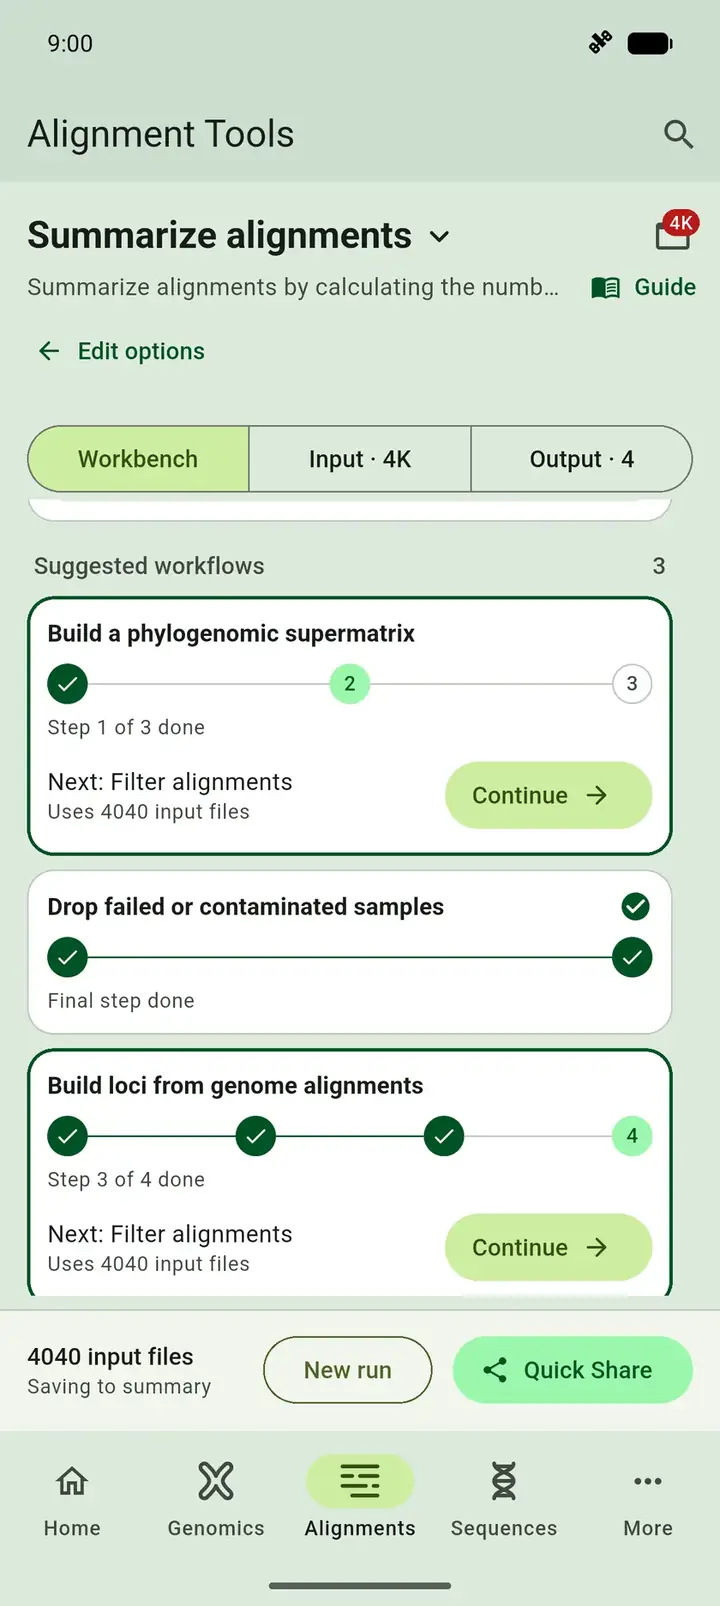 9:00
Alignment Tools
Summarize alignments
4K
Summarize alignments by calculating the numb...
Guide
Edit options
Workbench
Input · 4K
Output · 4
Suggested workflows
3
Build a phylogenomic supermatrix
2
3
Step 1 of 3 done
Next: Filter alignments
Uses 4040 input files
Continue
Drop failed or contaminated samples
Final step done
Build loci from genome alignments
4
Step 3 of 4 done
Next: Filter alignments
Uses 4040 input files
Continue
4040 input files
Saving to summary
New run
Quick Share
Home
Genomics
Alignments
Sequences
More